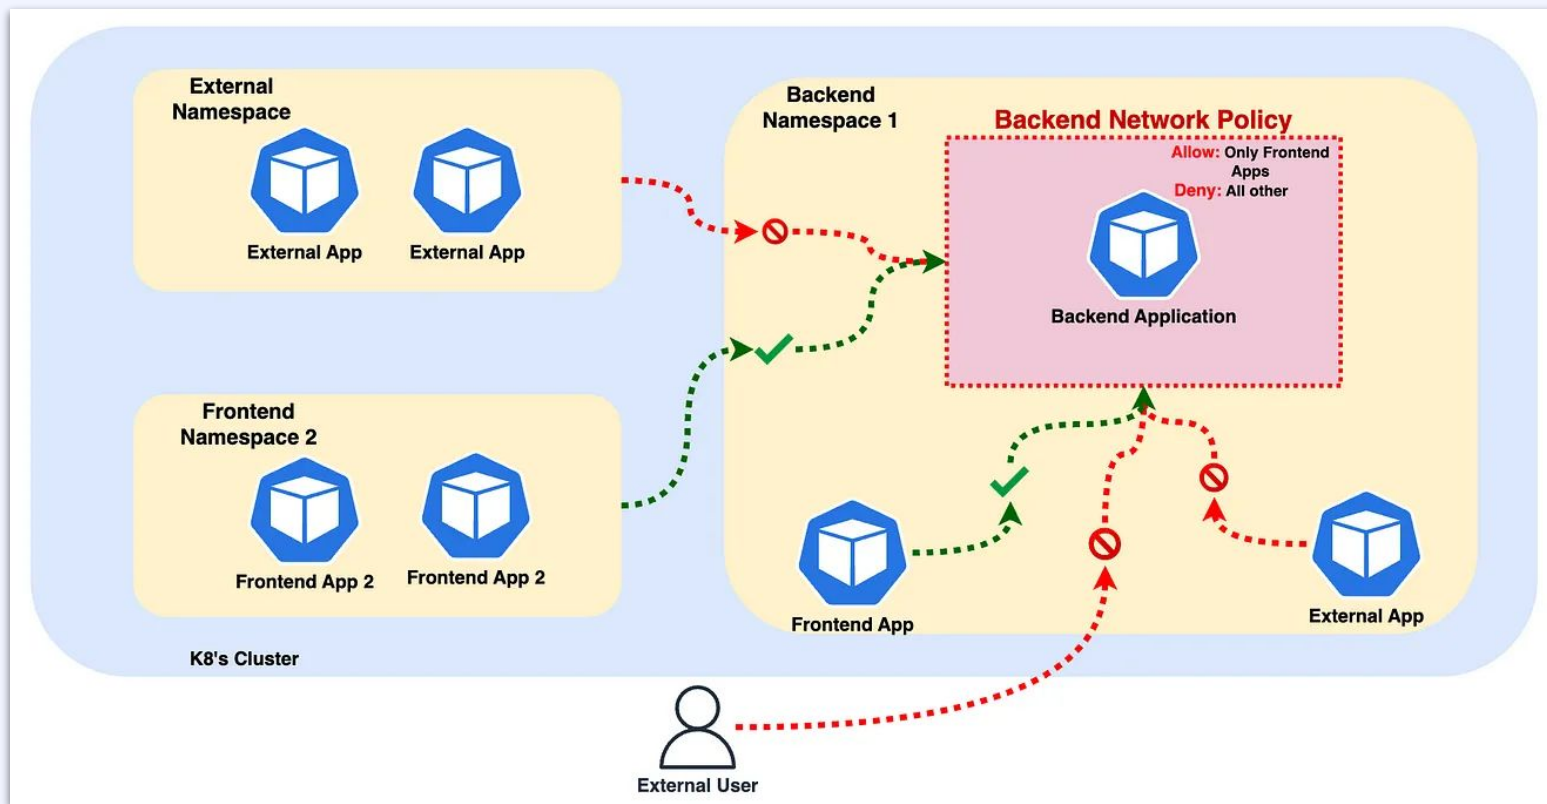 External
Namespace
External App
External App
Backend
Namespace 1
Backend Network Policy
Allow: Only Frontend
Apps
Deny: All other
Backend Application
Frontend
Namespace 2
Frontend App 2
Frontend App 2
Frontend App
External App
K8's Cluster
External User